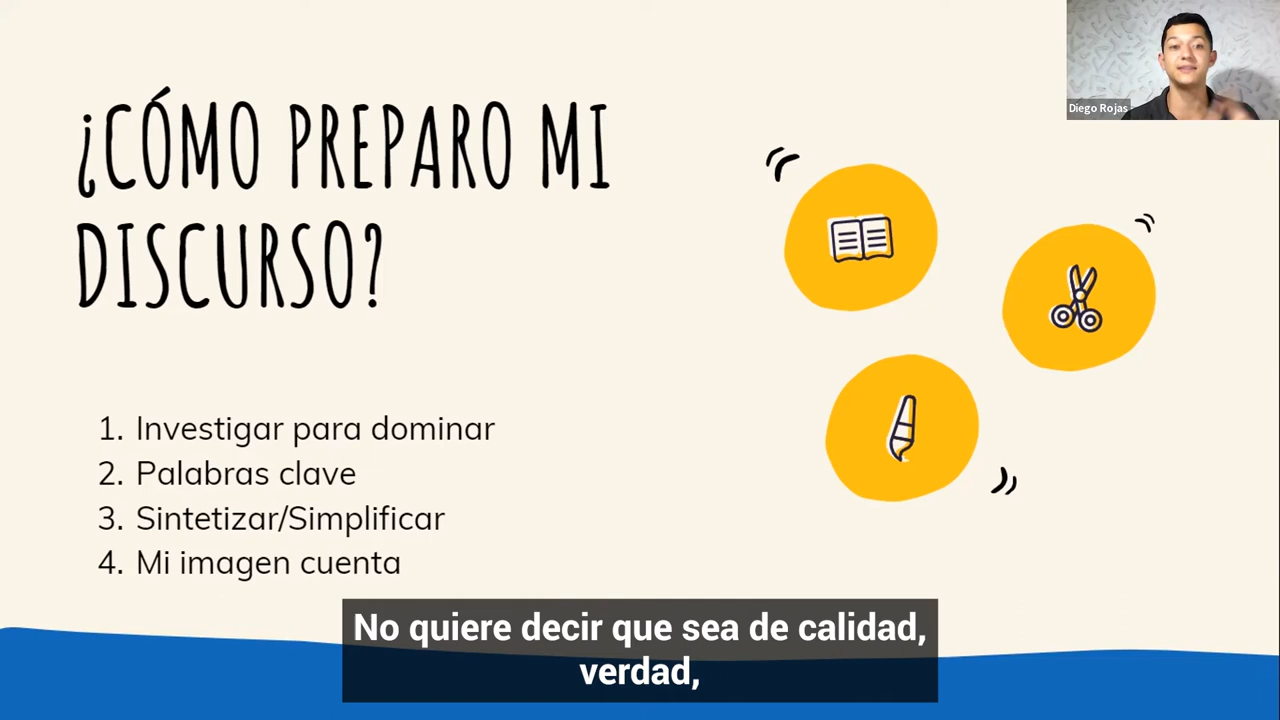 Diego Rojas
¿CÓMO PREPARO MI
DISCURSO?
1. Investigar para dominar
2. Palabras clave
3. Sintetizar/Simplificar
4. Mi imagen cuenta
No quiere decir que sea de calidad,
verdad,